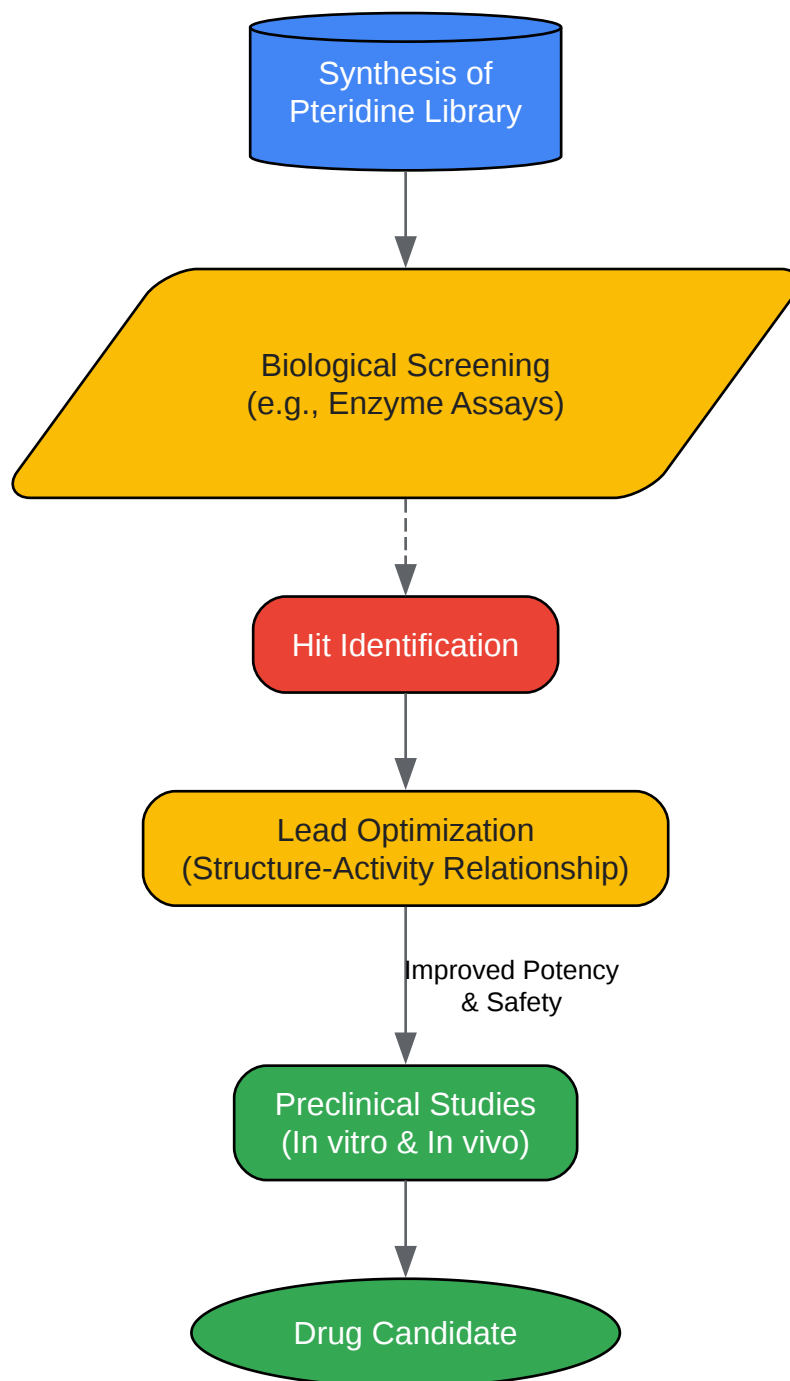 Synthesis of
Pteridine Library
Biological Screening
(e.g., Enzyme Assays)
Hit Identification
Lead Optimization
(Structure-Activity Relationship)
Improved Potency
& Safety
Preclinical Studies
(In vitro & In vivo)
Drug Candidate